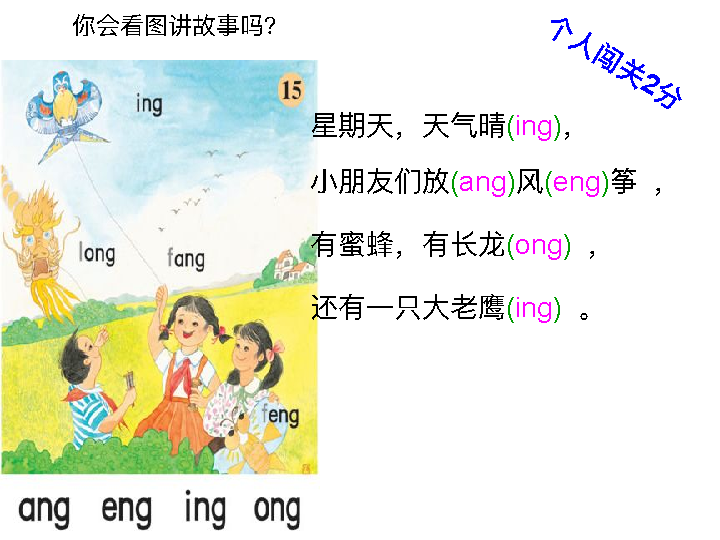 你会看图讲故事吗?
个人闯关2分
15
ing
long
fang
feng
ang eng ing ong
星期天，天气晴(ing)，
小朋友们放(ang)风(eng)筝 ，
有蜜蜂，有长龙(ong) ，
还有一只大老鹰(ing) 。